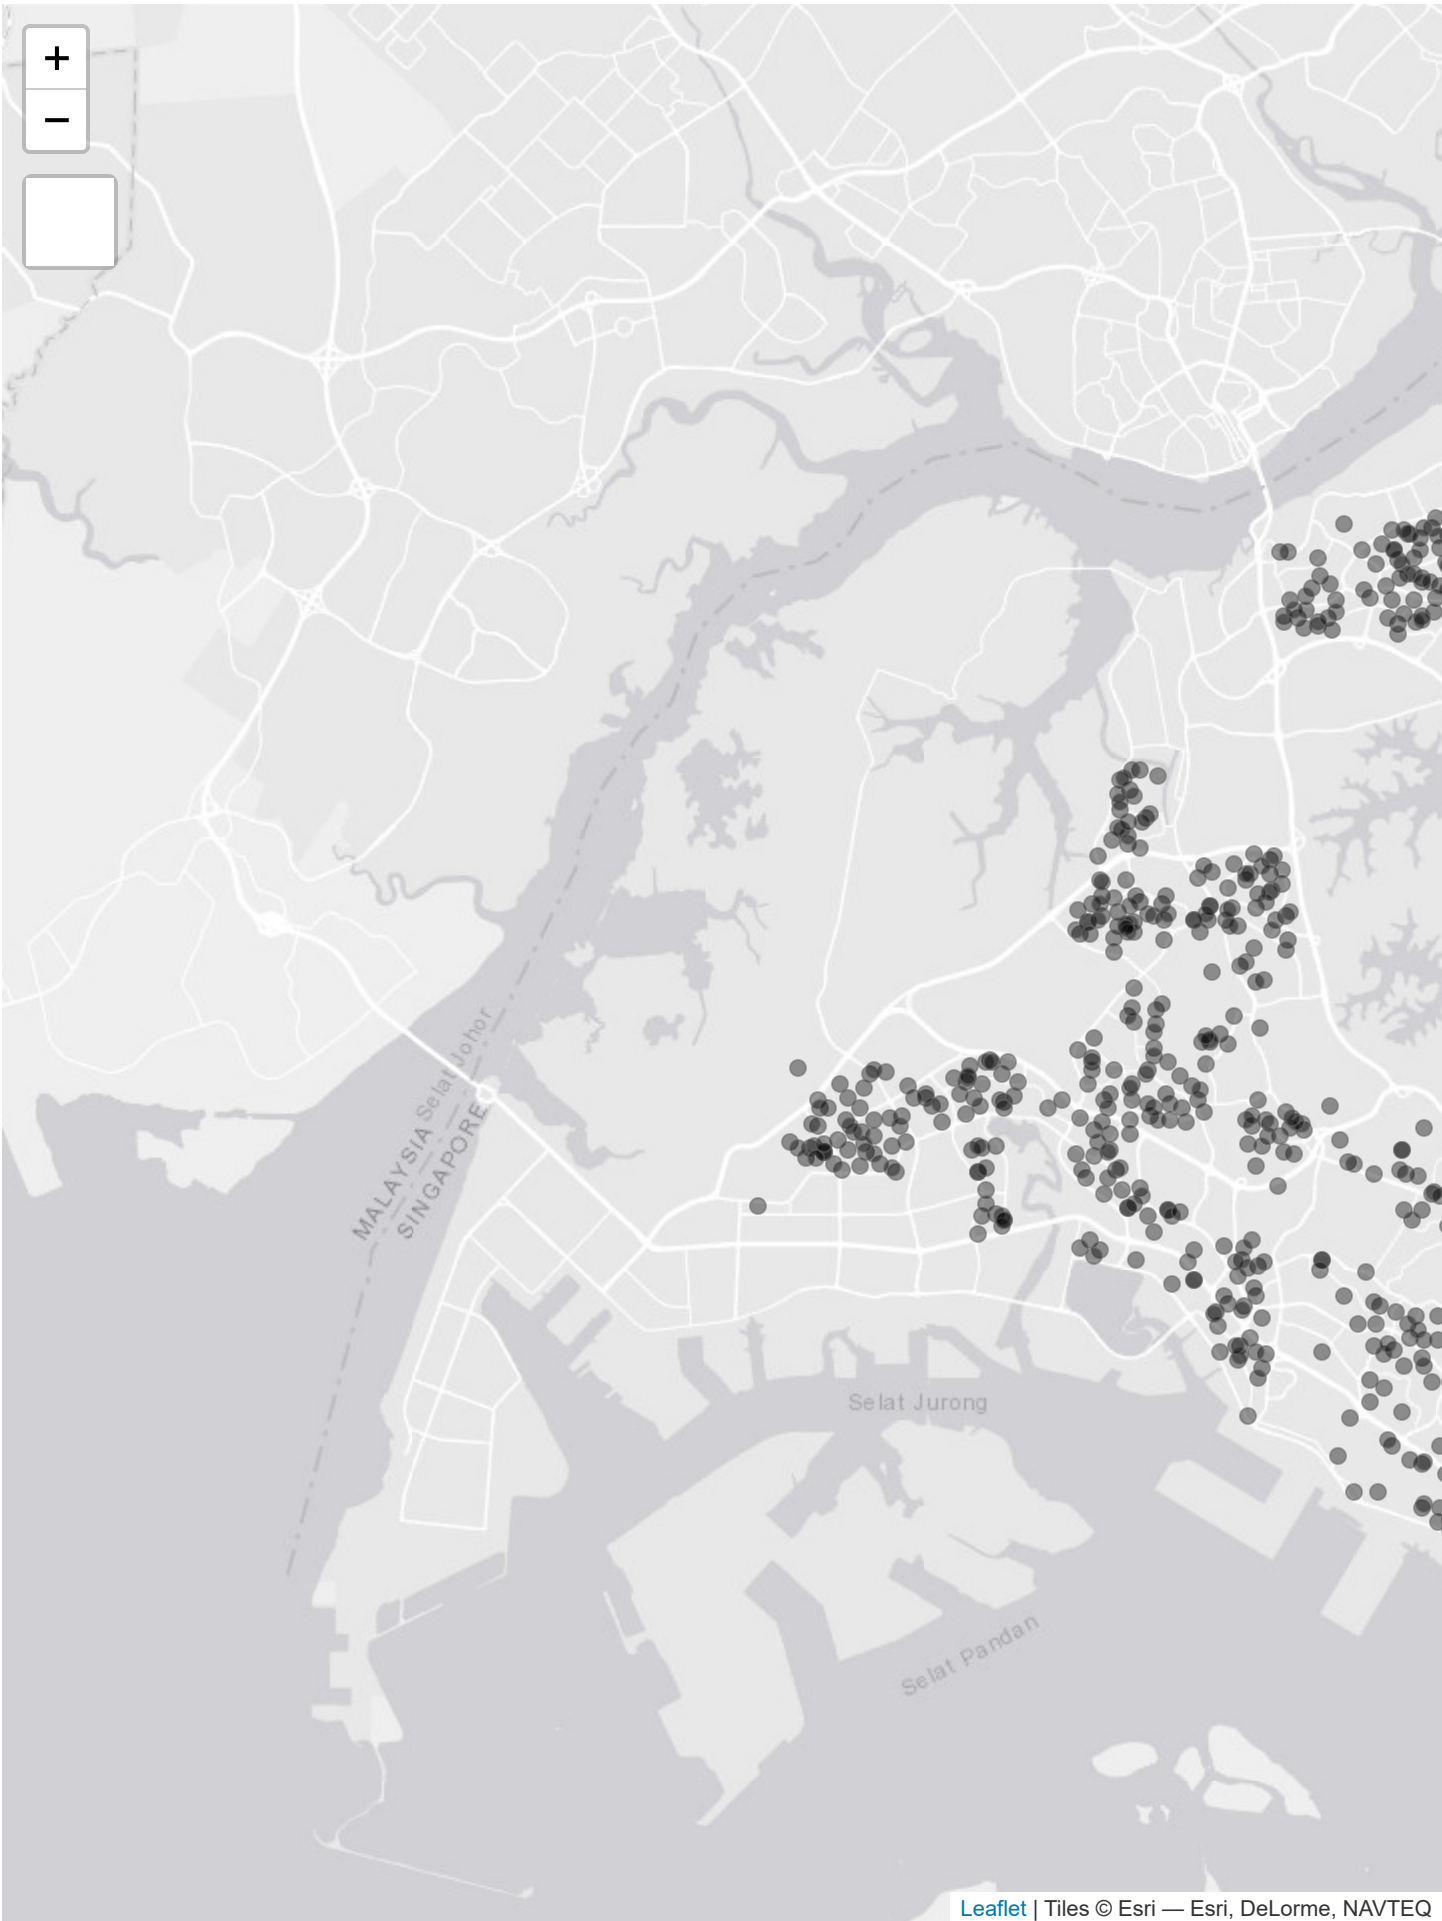 +
−
Selat Johor
MALAYSIA
SINGAPORE
Selat Jurong
Selat Pandan
Leaflet | Tiles © Esri — Esri, DeLorme, NAVTEQ